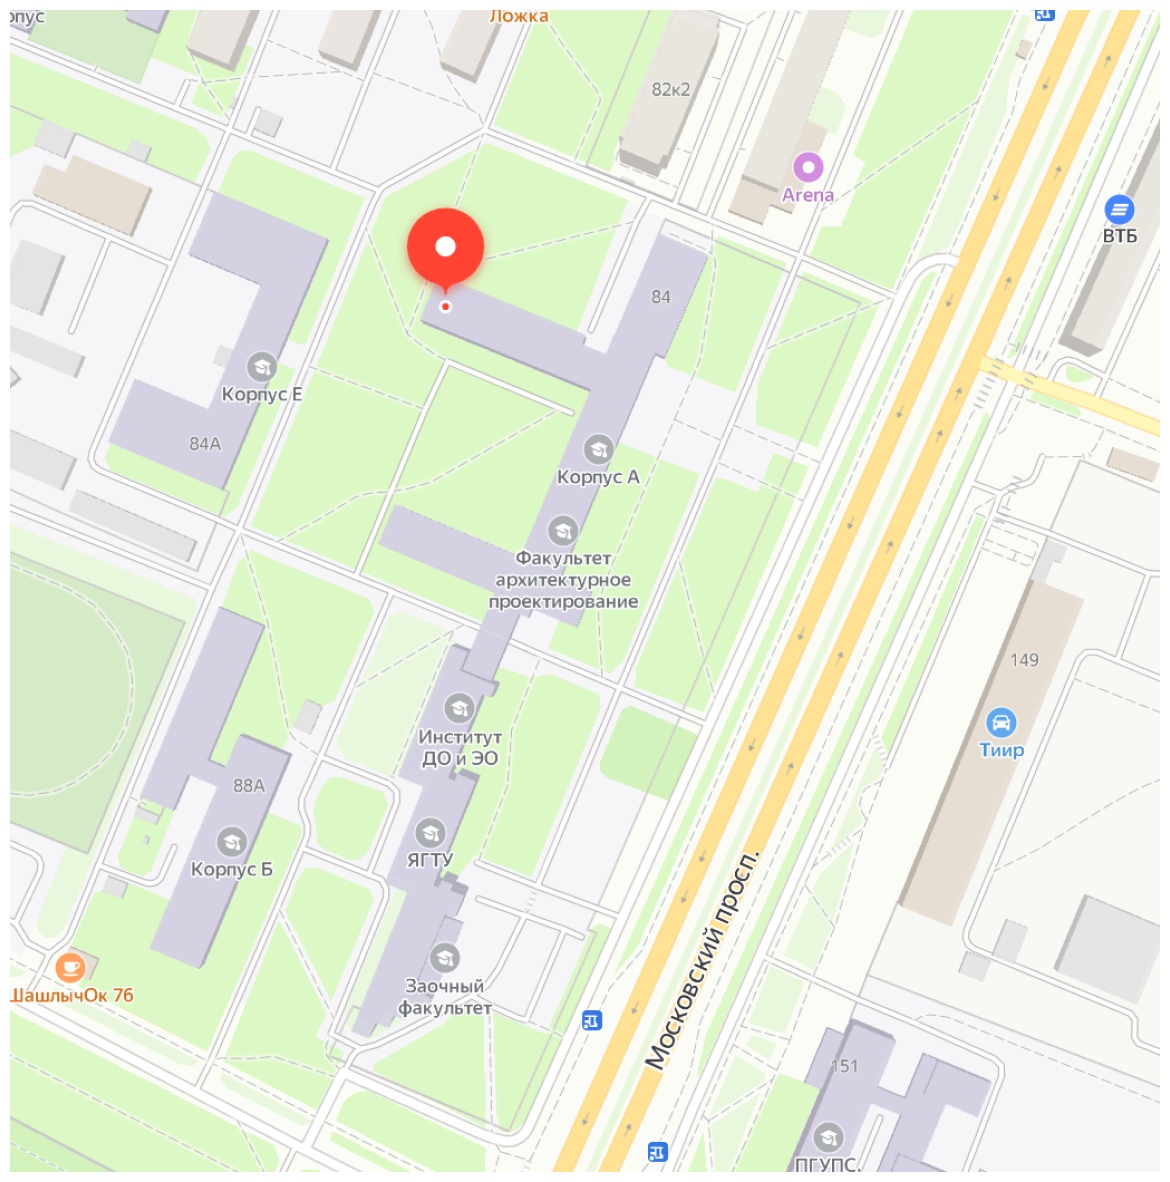 Ложка
82к2
Arena
ВТБ
84
Корпус Е
84А
Корпус А
Факультет
архитектурное
проектирование
149
Институт
ДО и ЭО
Тиир
88А
ЯГТУ
Корпус Б
Московский просп.
Заочный
факультет
ШашлычОк 76
151
ПГУПС,